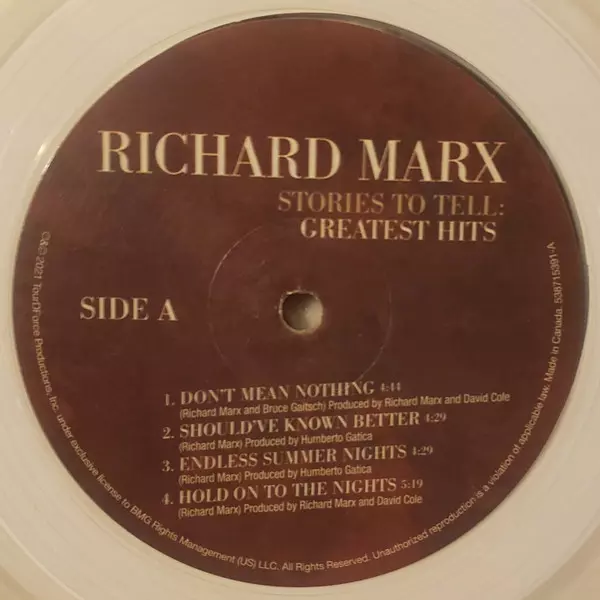 RICHARD MARX
STORIES TO TELL:
GREATEST HITS
SIDE A
1. DON'T MEAN NOTHING 4:44
(Richard Marx and Bruce Gaitsch) Produced by Richard Marx and David Cole
2. SHOULD'VE KNOWN BETTER 4:29
(Richard Marx) Produced by Humberto Gatica
3. ENDLESS SUMMER NIGHTS 4:29
(Richard Marx) Produced by Humberto Gatica
4. HOLD ON TO THE NIGHTS 5:19
(Richard Marx) Produced by Richard Marx and David Cole
©&℗ 2021 TourDForce Productions, Inc. under exclusive license to BMG Rights Management (US) LLC. All Rights Reserved. Unauthorized reproduction is a violation of applicable law. Made in Canada. 538715391-A